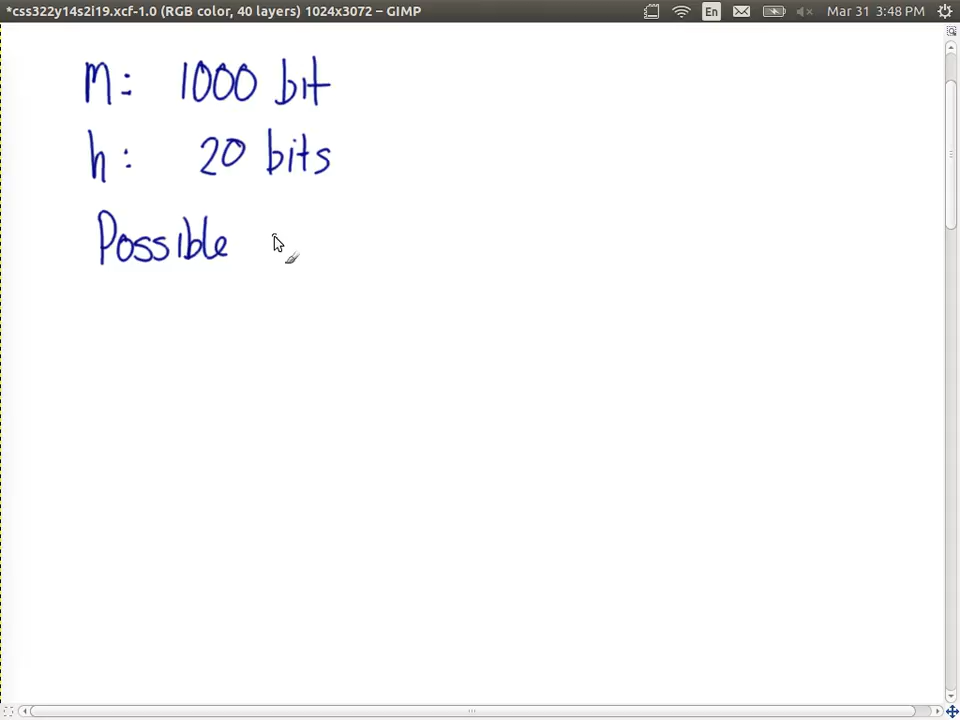 *css322y14s2i19.xcf-1.0 (RGB color, 40 layers) 1024x3072 – GIMP En Mar 31 3:48 PM
m: 1000 bit
h: 20 bits
Possible